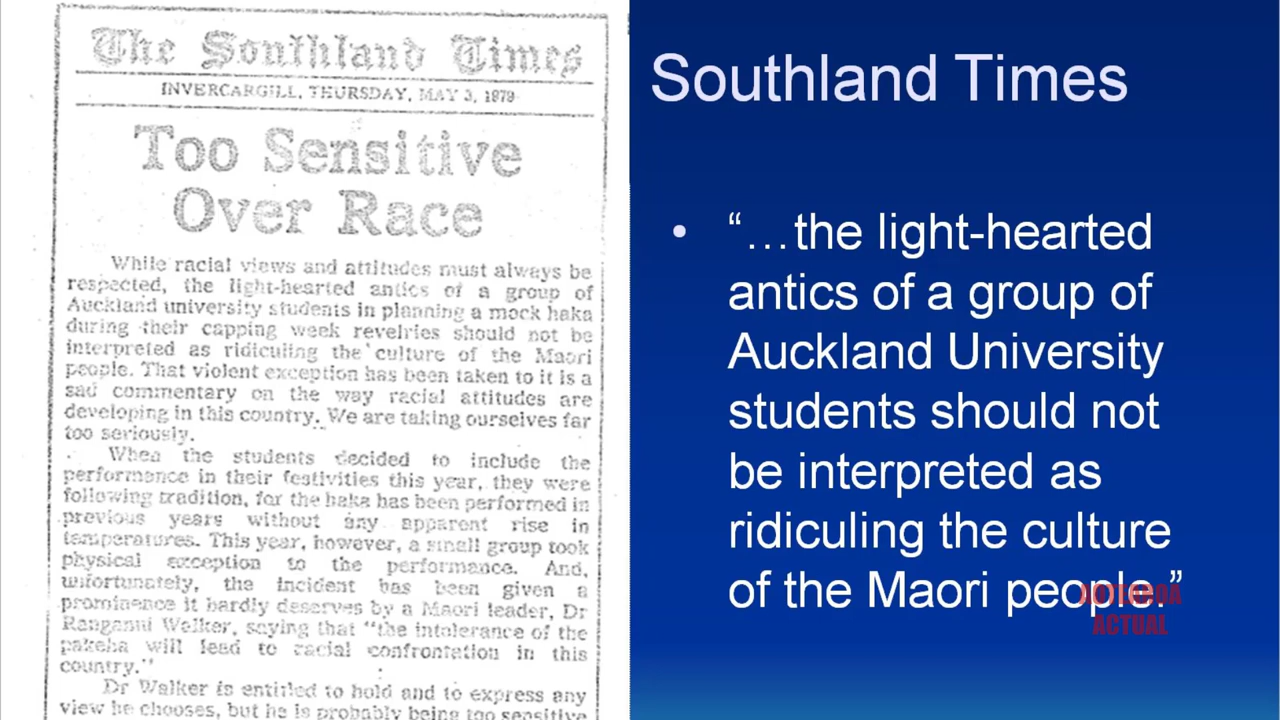 The Southland Times
INVERCARGILL, THURSDAY, MAY 3, 1979
Too Sensitive
Over Race
While racial views and attitudes must always be
respected, the light-hearted antics of a group of
Auckland university students in planning a mock haka
during their capping week revelries should not be
interpreted as ridiculing the culture of the Maori
people. That violent exception has been taken to it is a
sad commentary on the way racial attitudes are
developing in this country. We are taking ourselves far
too seriously.
When the students decided to include the
performance in their festivities this year, they were
following tradition, for the haka has been performed in
previous years without any apparent rise in
temperatures. This year, however, a small group took
physical exception to the performance. And,
unfortunately, the incident has been given a
prominence it hardly deserves by a Maori leader, Dr
Ranganui Walker, saying that "the intolerance of the
pakeha will lead to racial confrontation in this
country."
Dr Walker is entitled to hold and to express any
view he chooses, but he is probably being too sensitive
Southland Times
• “…the light-hearted
antics of a group of
Auckland University
students should not
be interpreted as
ridiculing the culture
of the Maori people.”
AOTEAROA
ACTUAL